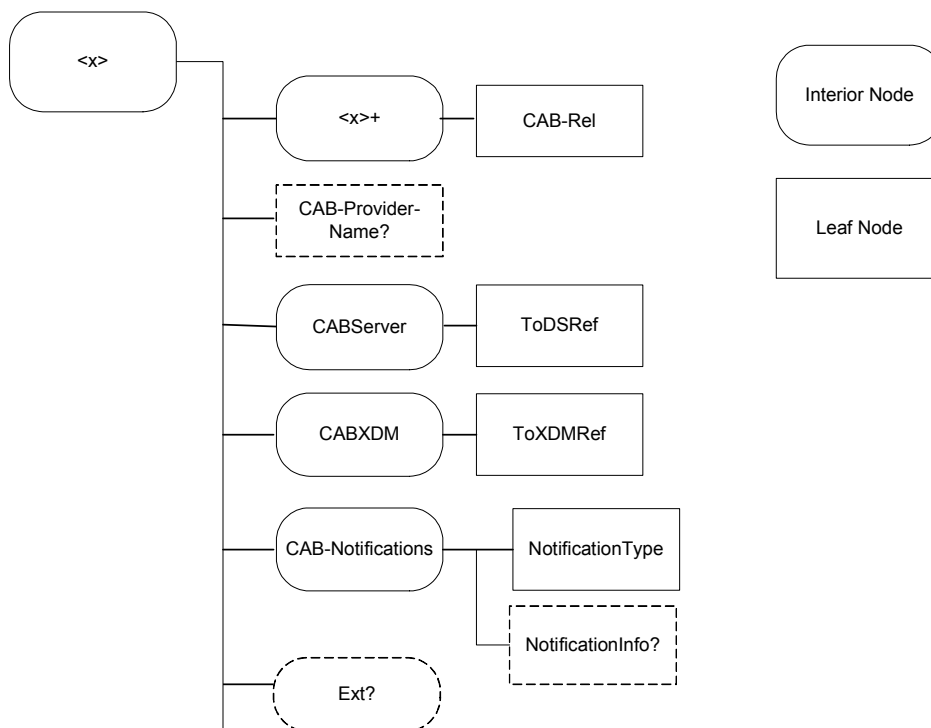 <x>
<x>+
CAB-Rel
Interior Node
CAB-Provider-
Name?
Leaf Node
CABServer
ToDSRef
CABXDM
ToXDMRef
CAB-Notifications
NotificationType
NotificationInfo?
Ext?